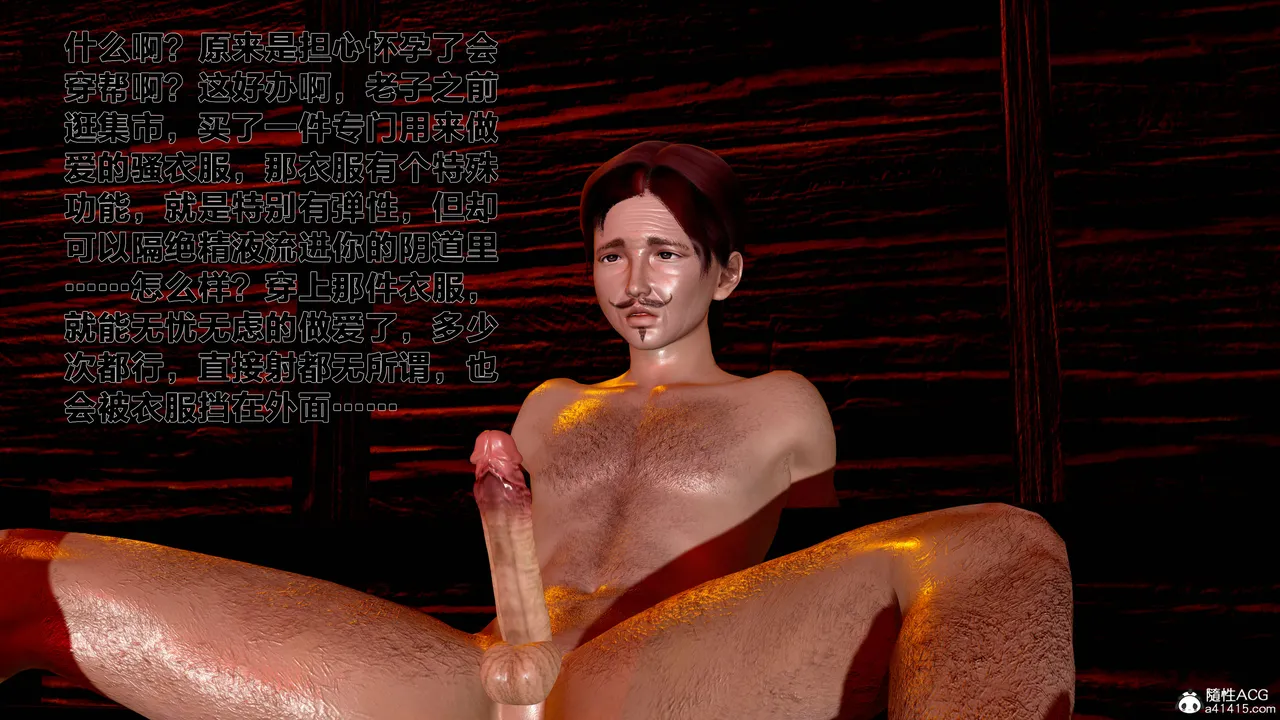 什么啊？原来是担心怀孕了会
穿帮啊？这好办啊，老子之前
逛集市，买了一件专门用来做
爱的骚衣服，那衣服有个特殊
功能，就是特别有弹性，但却
可以隔绝精液流进你的阴道里
……怎么样？穿上那件衣服，
就能无忧无虑的做爱了，多少
次都行，直接射都无所谓，也
会被衣服挡在外面……
隨性ACG
a41415.com